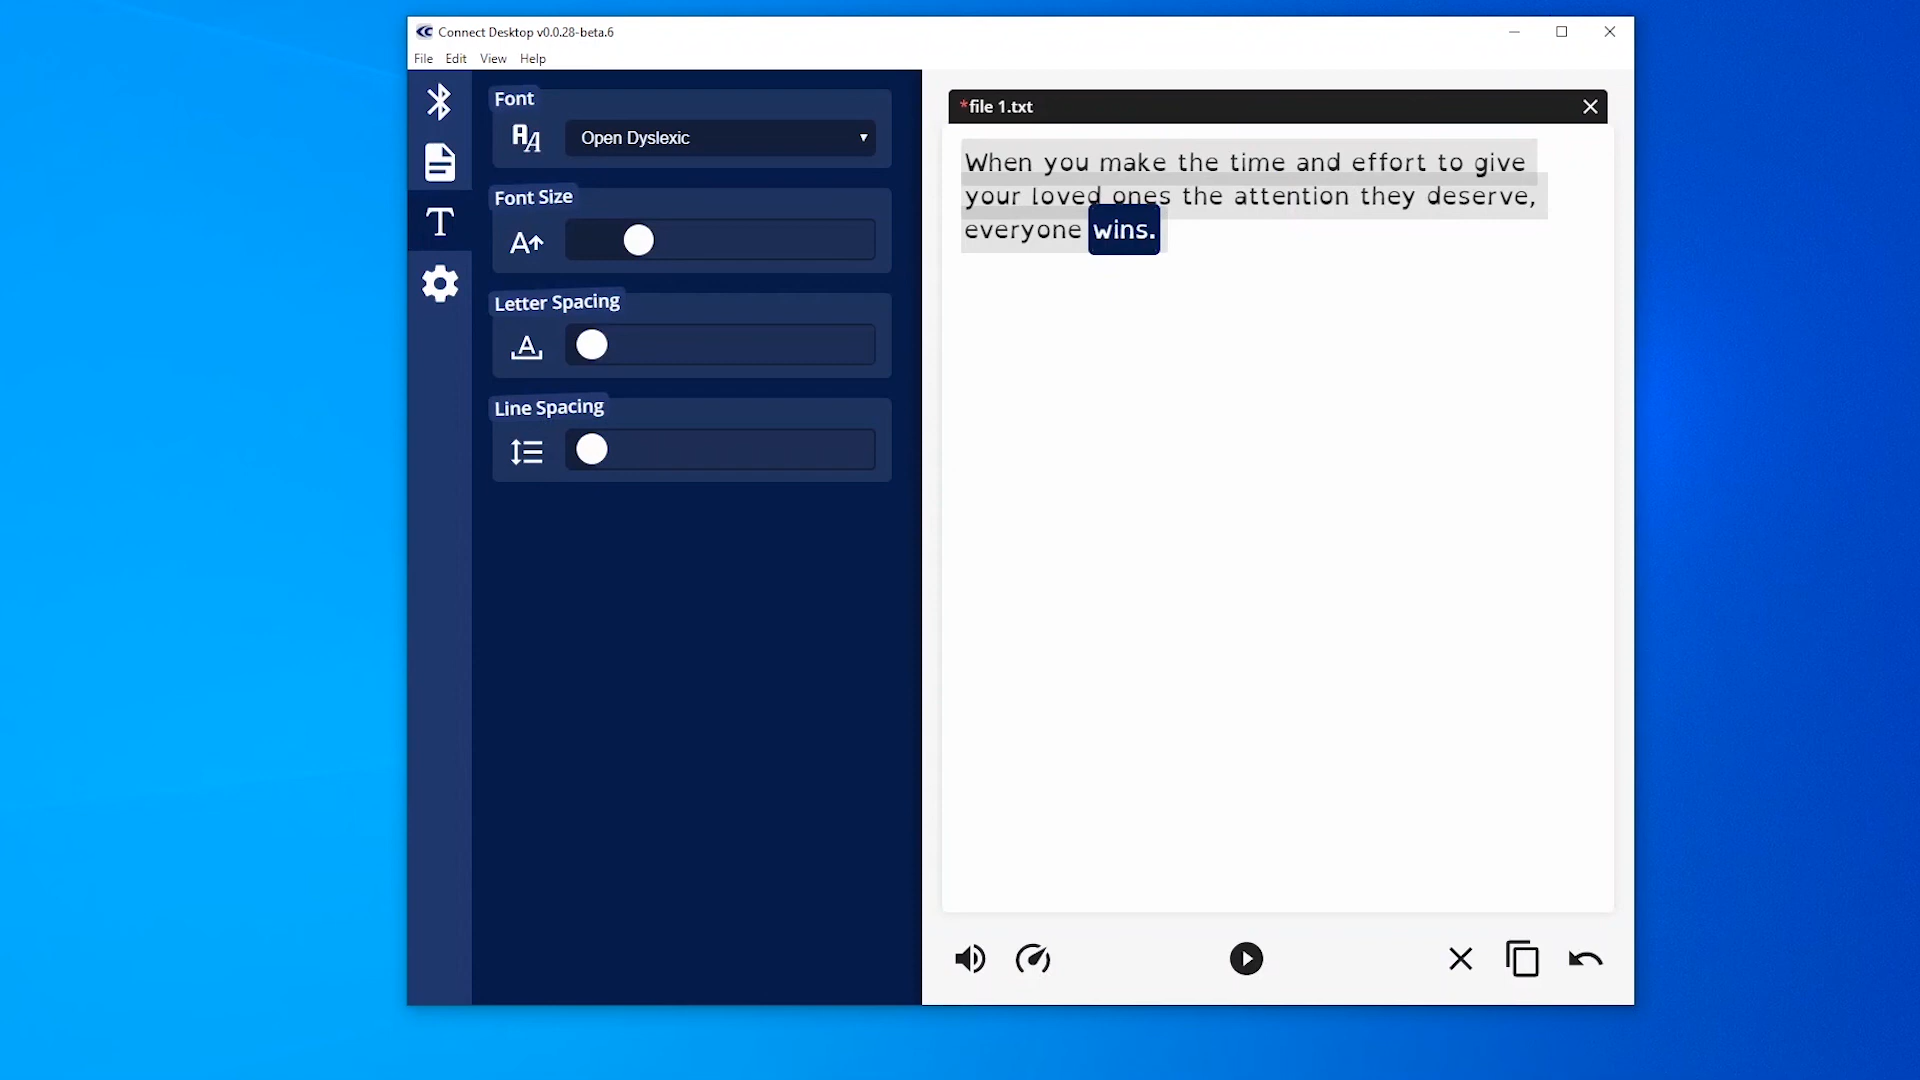 Connect Desktop v0.0.28-beta.6
File Edit View Help
Font
Open Dyslexic
Font Size
Letter Spacing
Line Spacing
*file 1.txt
When you make the time and effort to give
your loved ones the attention they deserve,
everyone wins.